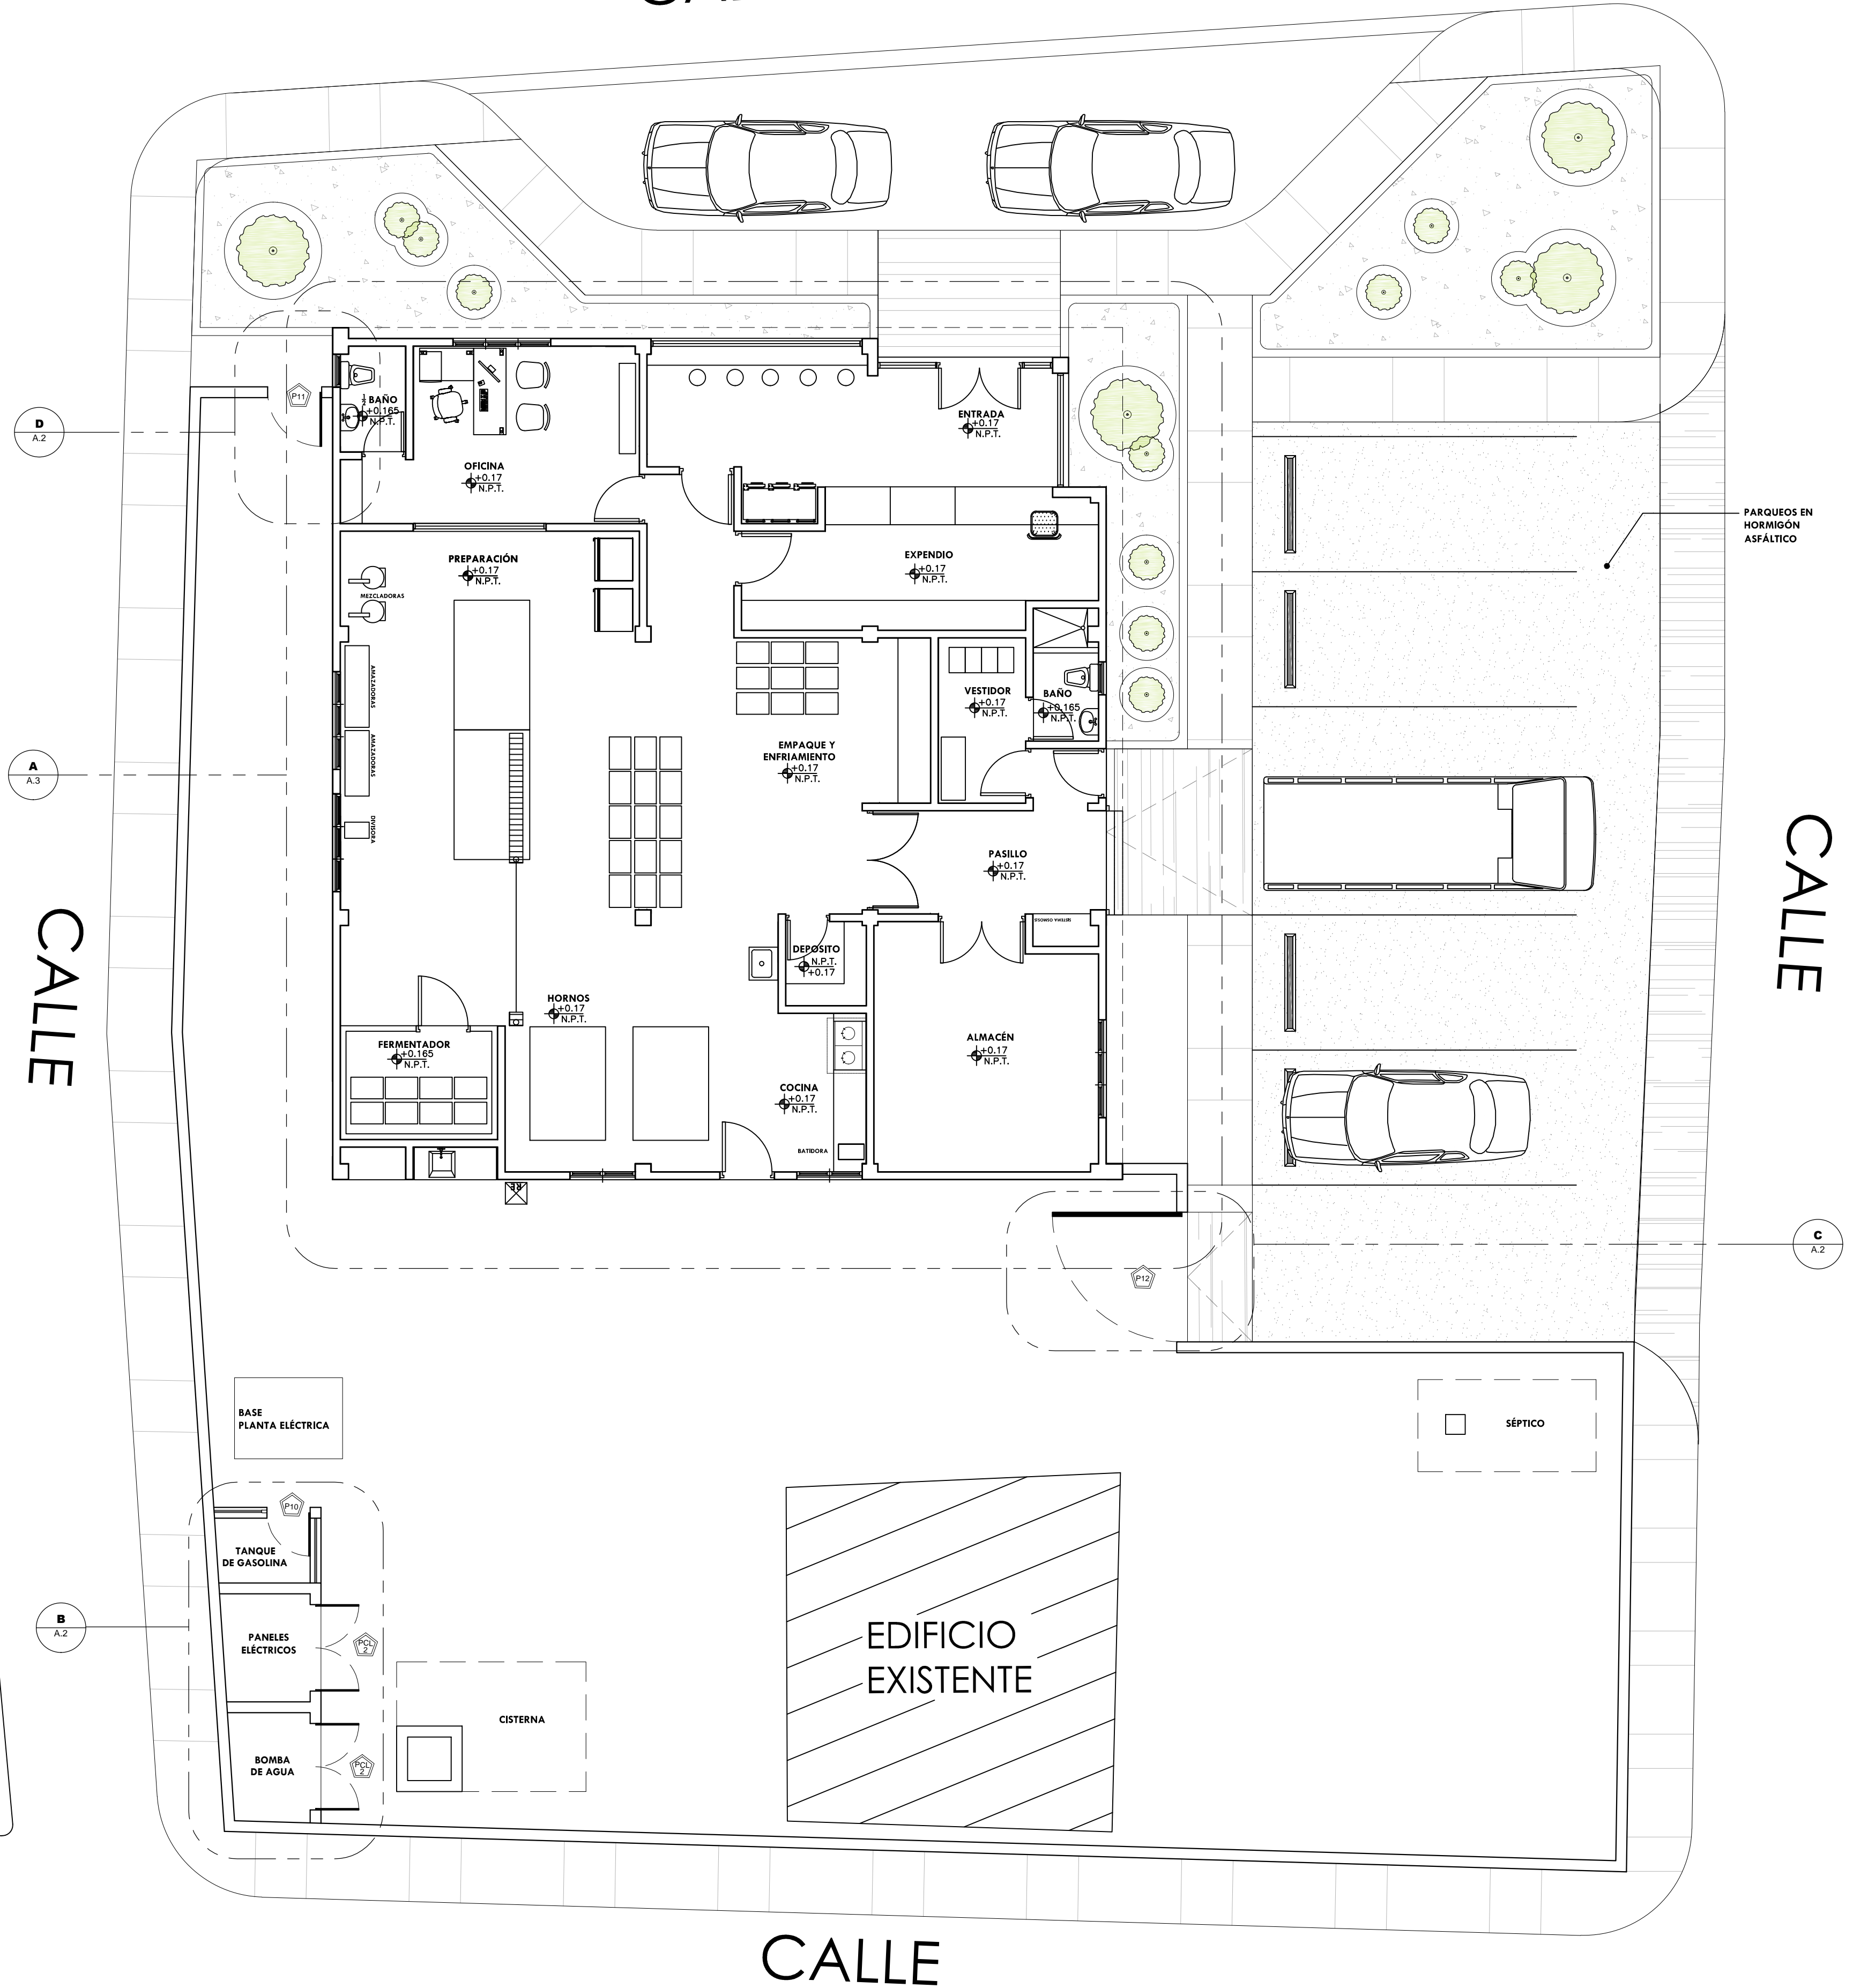 P11
D
A.2
BAÑO
+0.165
N.P.T.
ENTRADA
+0.17
N.P.T.
OFICINA
+0.17
N.P.T.
PARQUEOS EN
HORMIGÓN
ASFÁLTICO
PREPARACIÓN
+0.17
N.P.T.
EXPENDIO
+0.17
N.P.T.
MEZCLADORAS
AMAZADORAS
AMAZADORAS
DIVISORA
VESTIDOR
+0.17
N.P.T.
BAÑO
+0.165
N.P.T.
EMPAQUE Y
ENFRIAMIENTO
+0.17
N.P.T.
A
A.3
CALLE
CALLE
PASILLO
+0.17
N.P.T.
SISTEMA OSMOSIS
DEPÓSITO
N.P.T.
+0.17
HORNOS
+0.17
N.P.T.
FERMENTADOR
+0.165
N.P.T.
ALMACÉN
+0.17
N.P.T.
COCINA
+0.17
N.P.T.
BATIDORA
C
A.2
P12
BASE
PLANTA ELÉCTRICA
SÉPTICO
P10
TANQUE
DE GASOLINA
B
A.2
PANELES
ELÉCTRICOS
PCL
2
EDIFICIO
EXISTENTE
CISTERNA
BOMBA
DE AGUA
PCL
2
CALLE